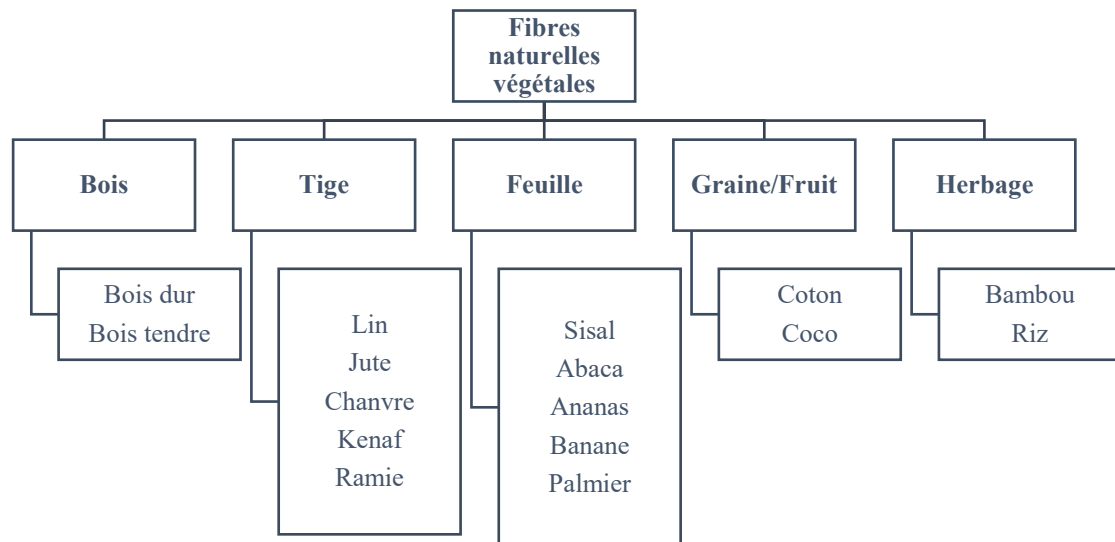 Fibres
naturelles
végétales
Bois
Tige
Feuille
Graine/Fruit
Herbage
Bois dur
Bois tendre
Lin
Jute
Chanvre
Kenaf
Ramie
Sisal
Abaca
Ananas
Banane
Palmier
Coton
Coco
Bambou
Riz